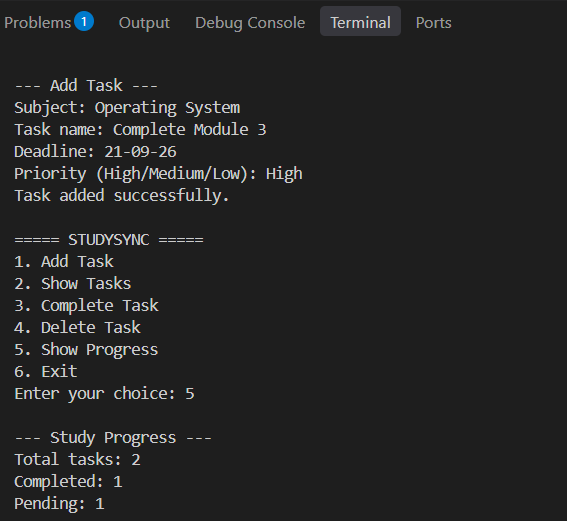 Problems 1 Output Debug Console Terminal Ports
--- Add Task ---
Subject: Operating System
Task name: Complete Module 3
Deadline: 21-09-26
Priority (High/Medium/Low): High
Task added successfully.
===== STUDYSYNC =====
1. Add Task
2. Show Tasks
3. Complete Task
4. Delete Task
5. Show Progress
6. Exit
Enter your choice: 5
--- Study Progress ---
Total tasks: 2
Completed: 1
Pending: 1